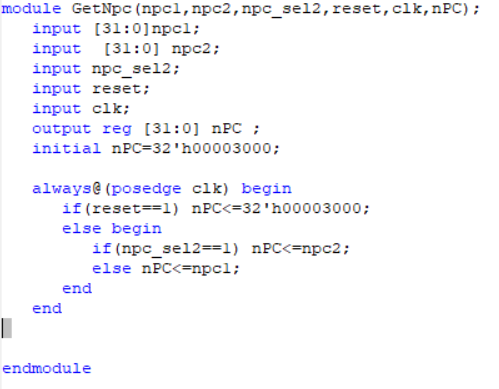 module GetNpc(npc1,npc2,npc_sel2,reset,clk,nPC);
input [31:0]npc1;
input [31:0] npc2;
input npc_sel2;
input reset;
input clk;
output reg [31:0] nPC ;
initial nPC=32'h00003000;
always@(posedge clk) begin
if(reset==1) nPC<=32'h00003000;
else begin
if(npc_sel2==1) nPC<=npc2;
else nPC<=npc1;
end
end
endmodule